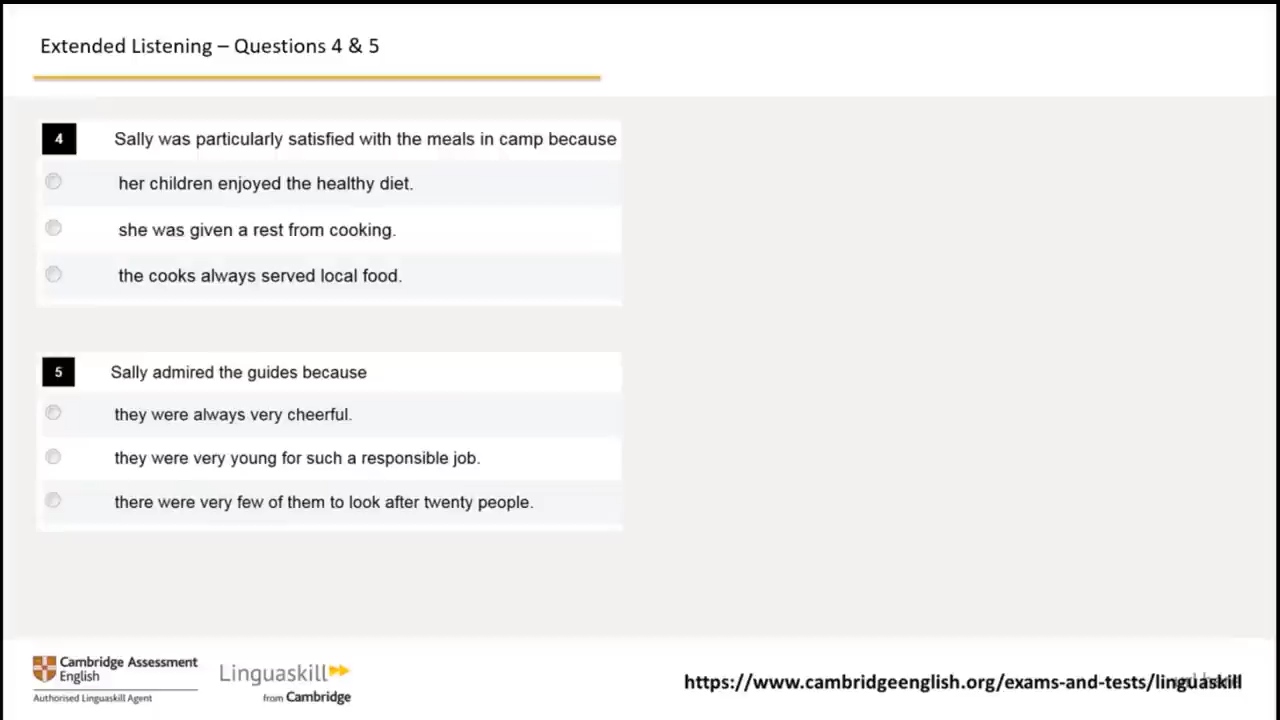 Extended Listening – Questions 4 & 5
4 Sally was particularly satisfied with the meals in camp because
her children enjoyed the healthy diet.
she was given a rest from cooking.
the cooks always served local food.
5 Sally admired the guides because
they were always very cheerful.
they were very young for such a responsible job.
there were very few of them to look after twenty people.
Cambridge Assessment
English
Authorised Linguaskill Agent
Linguaskill
from Cambridge
https://www.cambridgeenglish.org/exams-and-tests/linguaskill